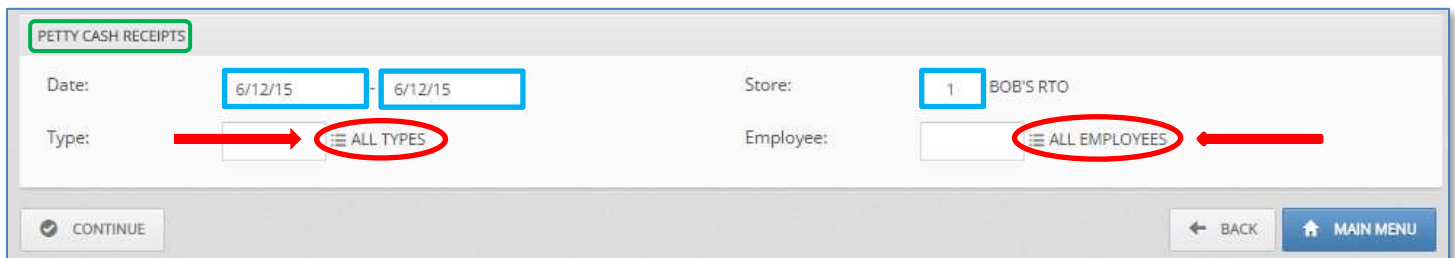 PETTY CASH RECEIPTS
Date: 6/12/15 - 6/12/15 Store: 1 BOB'S RTO
Type: ALL TYPES Employee: ALL EMPLOYEES
CONTINUE BACK MAIN MENU